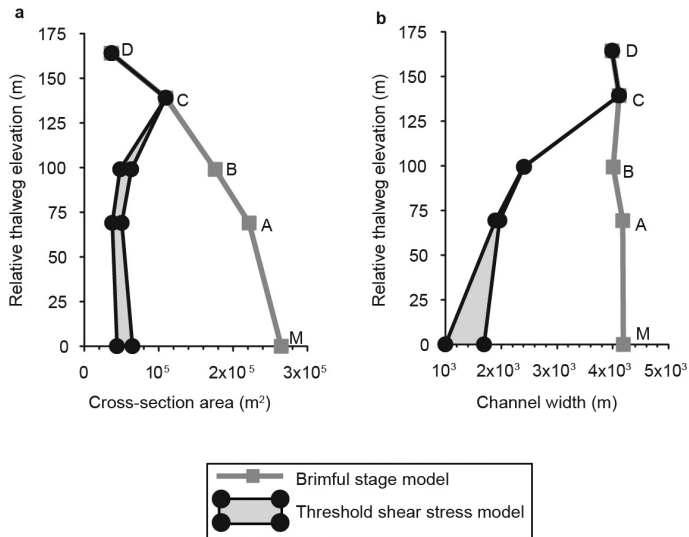 a
Relative thalweg elevation (m)
175
150
125
100
75
50
25
0
D
C
B
A
M
0
10⁵
2x10⁵
3x10⁵
Cross-section area (m²)
b
Relative thalweg elevation (m)
175
150
125
100
75
50
25
0
D
C
B
A
M
10³
2x10³
3x10³
4x10³
5x10³
Channel width (m)
Brimful stage model
Threshold shear stress model